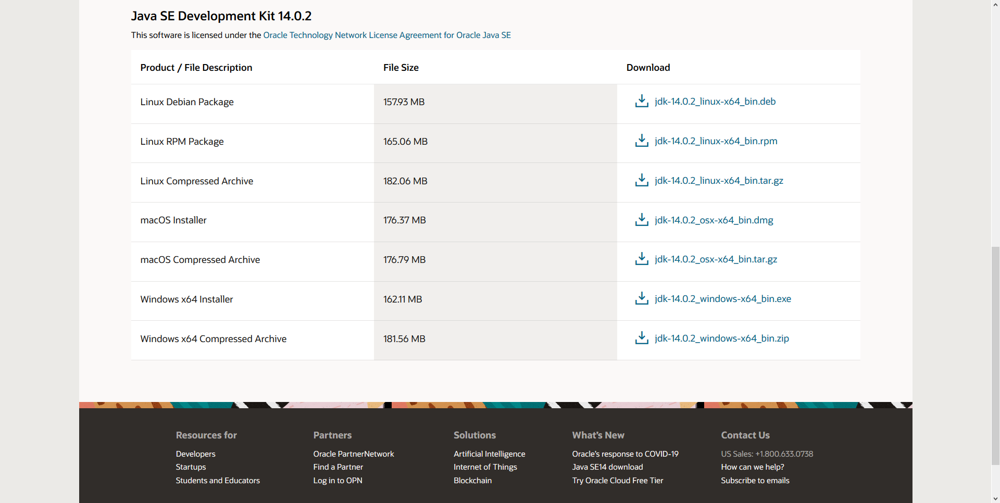 Java SE Development Kit 14.0.2
This software is licensed under the Oracle Technology Network License Agreement for Oracle Java SE
Product / File Description File Size Download
Linux Debian Package 157.93 MB jdk-14.0.2_linux-x64_bin.deb
Linux RPM Package 165.06 MB jdk-14.0.2_linux-x64_bin.rpm
Linux Compressed Archive 182.06 MB jdk-14.0.2_linux-x64_bin.tar.gz
macOS Installer 176.37 MB jdk-14.0.2_osx-x64_bin.dmg
macOS Compressed Archive 176.79 MB jdk-14.0.2_osx-x64_bin.tar.gz
Windows x64 Installer 162.11 MB jdk-14.0.2_windows-x64_bin.exe
Windows x64 Compressed Archive 181.56 MB jdk-14.0.2_windows-x64_bin.zip
Resources for
Developers
Startups
Students and Educators
Partners
Oracle PartnerNetwork
Find a Partner
Log in to OPN
Solutions
Artificial Intelligence
Internet of Things
Blockchain
What's New
Oracle's response to COVID-19
Java SE14 download
Try Oracle Cloud Free Tier
Contact Us
US Sales: +1.800.633.0738
How can we help?
Subscribe to emails